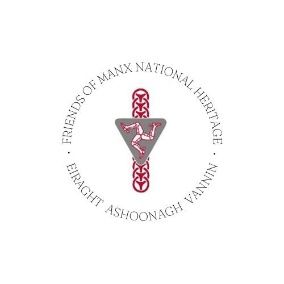 · FRIENDS OF MANX NATIONAL HERITAGE ·
EIRAGHT ASHOONAGH VANNIN